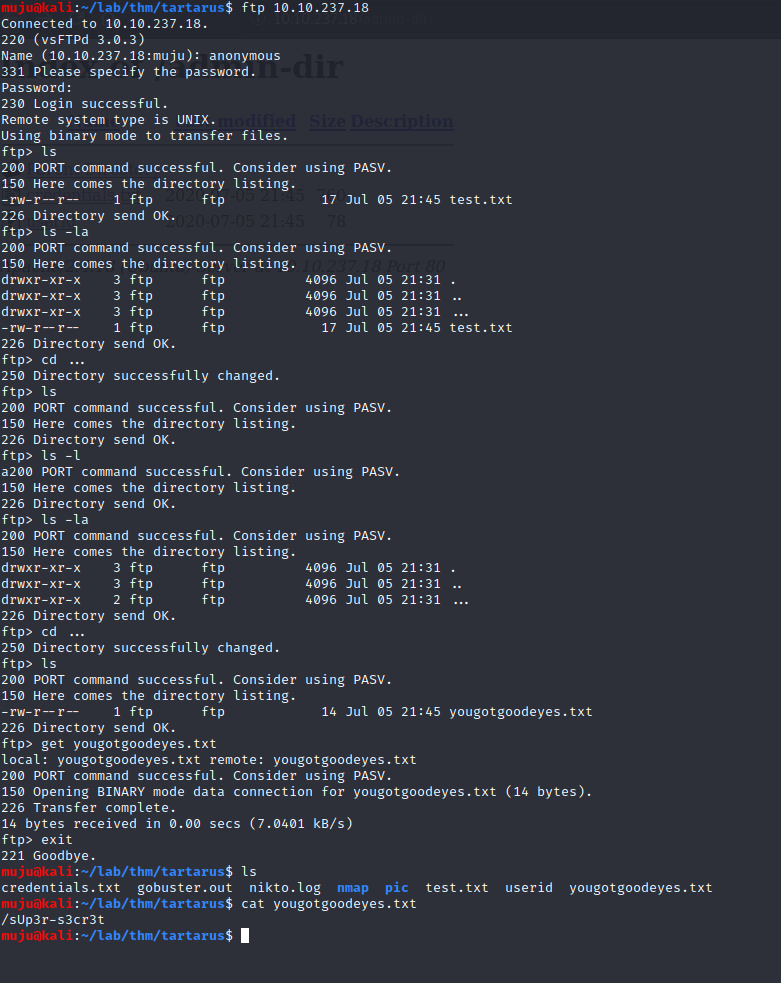 muju@kali:~/lab/thm/tartarus$ ftp 10.10.237.18
Connected to 10.10.237.18.
220 (vsFTPd 3.0.3)
Name (10.10.237.18:muju): anonymous
331 Please specify the password.
Password:
230 Login successful.
Remote system type is UNIX.
Using binary mode to transfer files.
ftp> ls
200 PORT command successful. Consider using PASV.
150 Here comes the directory listing.
-rw-r--r--    1 ftp      ftp            17 Jul 05 21:45 test.txt
226 Directory send OK.
ftp> ls -la
200 PORT command successful. Consider using PASV.
150 Here comes the directory listing.
drwxr-xr-x    3 ftp      ftp          4096 Jul 05 21:31 .
drwxr-xr-x    3 ftp      ftp          4096 Jul 05 21:31 ..
drwxr-xr-x    3 ftp      ftp          4096 Jul 05 21:31 ...
-rw-r--r--    1 ftp      ftp            17 Jul 05 21:45 test.txt
226 Directory send OK.
ftp> cd ...
250 Directory successfully changed.
ftp> ls
200 PORT command successful. Consider using PASV.
150 Here comes the directory listing.
226 Directory send OK.
ftp> ls -l
a200 PORT command successful. Consider using PASV.
150 Here comes the directory listing.
226 Directory send OK.
ftp> ls -la
200 PORT command successful. Consider using PASV.
150 Here comes the directory listing.
drwxr-xr-x    3 ftp      ftp          4096 Jul 05 21:31 .
drwxr-xr-x    3 ftp      ftp          4096 Jul 05 21:31 ..
drwxr-xr-x    2 ftp      ftp          4096 Jul 05 21:31 ...
226 Directory send OK.
ftp> cd ...
250 Directory successfully changed.
ftp> ls
200 PORT command successful. Consider using PASV.
150 Here comes the directory listing.
-rw-r--r--    1 ftp      ftp            14 Jul 05 21:45 yougotgoodeyes.txt
226 Directory send OK.
ftp> get yougotgoodeyes.txt
local: yougotgoodeyes.txt remote: yougotgoodeyes.txt
200 PORT command successful. Consider using PASV.
150 Opening BINARY mode data connection for yougotgoodeyes.txt (14 bytes).
226 Transfer complete.
14 bytes received in 0.00 secs (7.0401 kB/s)
ftp> exit
221 Goodbye.
muju@kali:~/lab/thm/tartarus$ ls
credentials.txt  gobuster.out  nikto.log  nmap  pic  test.txt  userid  yougotgoodeyes.txt
muju@kali:~/lab/thm/tartarus$ cat yougotgoodeyes.txt
/sUp3r-s3cr3t
muju@kali:~/lab/thm/tartarus$